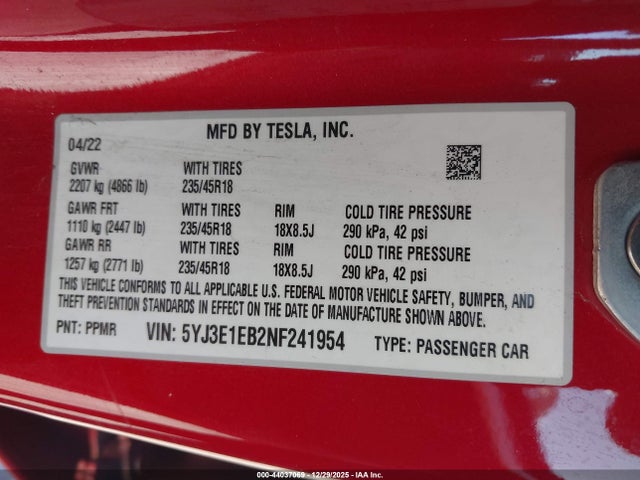 MFD BY TESLA, INC.
04/22
GVWR WITH TIRES
2207 kg (4866 lb) 235/45R18
GAWR FRT WITH TIRES RIM COLD TIRE PRESSURE
1110 kg (2447 lb) 235/45R18 18X8.5J 290 kPa, 42 psi
GAWR RR WITH TIRES RIM COLD TIRE PRESSURE
1257 kg (2771 lb) 235/45R18 18X8.5J 290 kPa, 42 psi
THIS VEHICLE CONFORMS TO ALL APPLICABLE U.S. FEDERAL MOTOR VEHICLE SAFETY, BUMPER, AND
THEFT PREVENTION STANDARDS IN EFFECT ON THE DATE OF MANUFACTURE SHOWN ABOVE.
PNT: PPMR VIN: 5YJ3E1EB2NF241954 TYPE: PASSENGER CAR
000-44037069 - 12/29/2025 - IAA Inc.